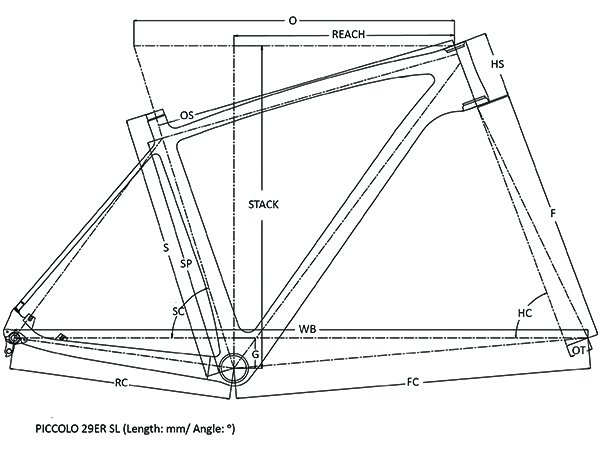 O
REACH
HS
OS
STACK
F
S
SP
SC
HC
WB
G
OT
RC
FC
PICCOLO 29ER SL (Length: mm/ Angle: °)